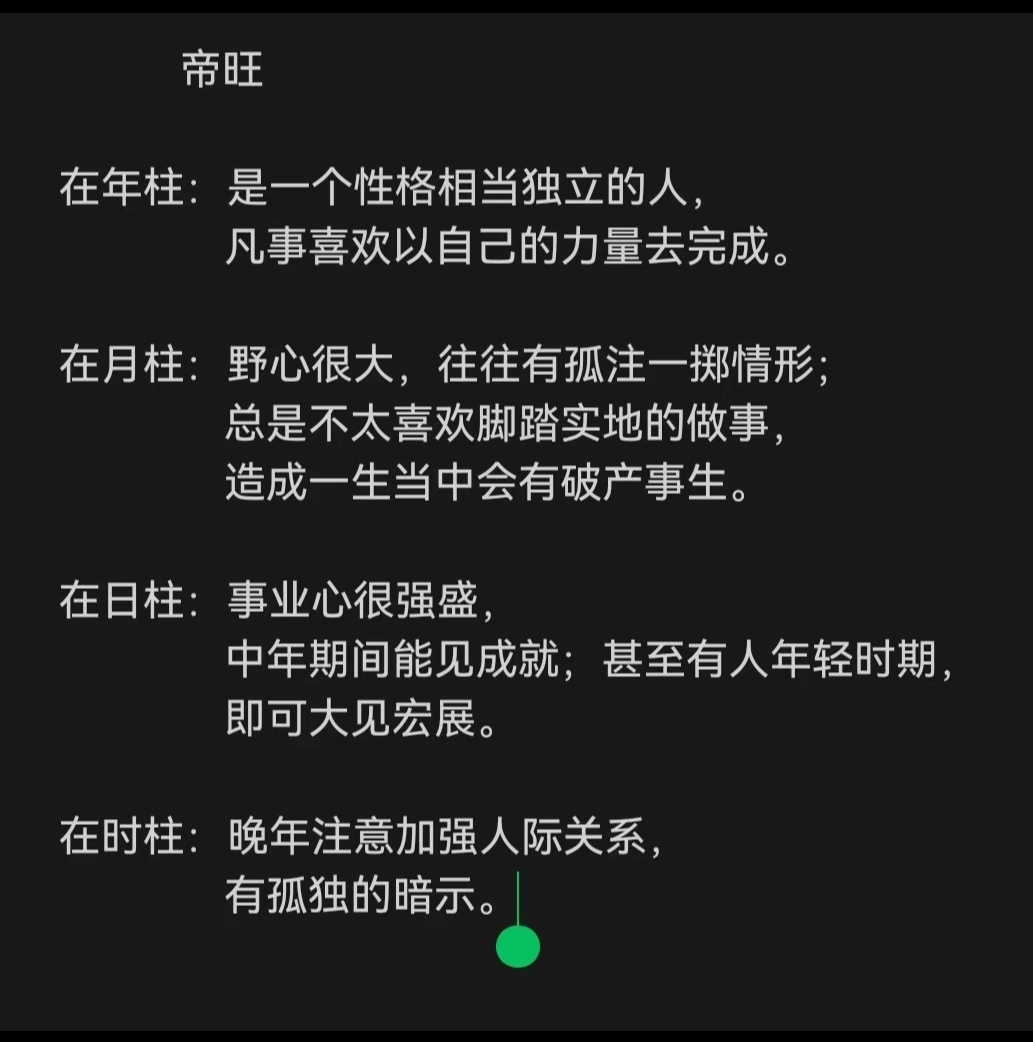 帝旺
在年柱：是一个性格相当独立的人，
凡事喜欢以自己的力量去完成。
在月柱：野心很大，往往有孤注一掷情形；
总是不太喜欢脚踏实地的做事，
造成一生当中会有破产事生。
在日柱：事业心很强盛，
中年期间能见成就；甚至有人年轻时期，
即可大见宏展。
在时柱：晚年注意加强人际关系，
有孤独的暗示。